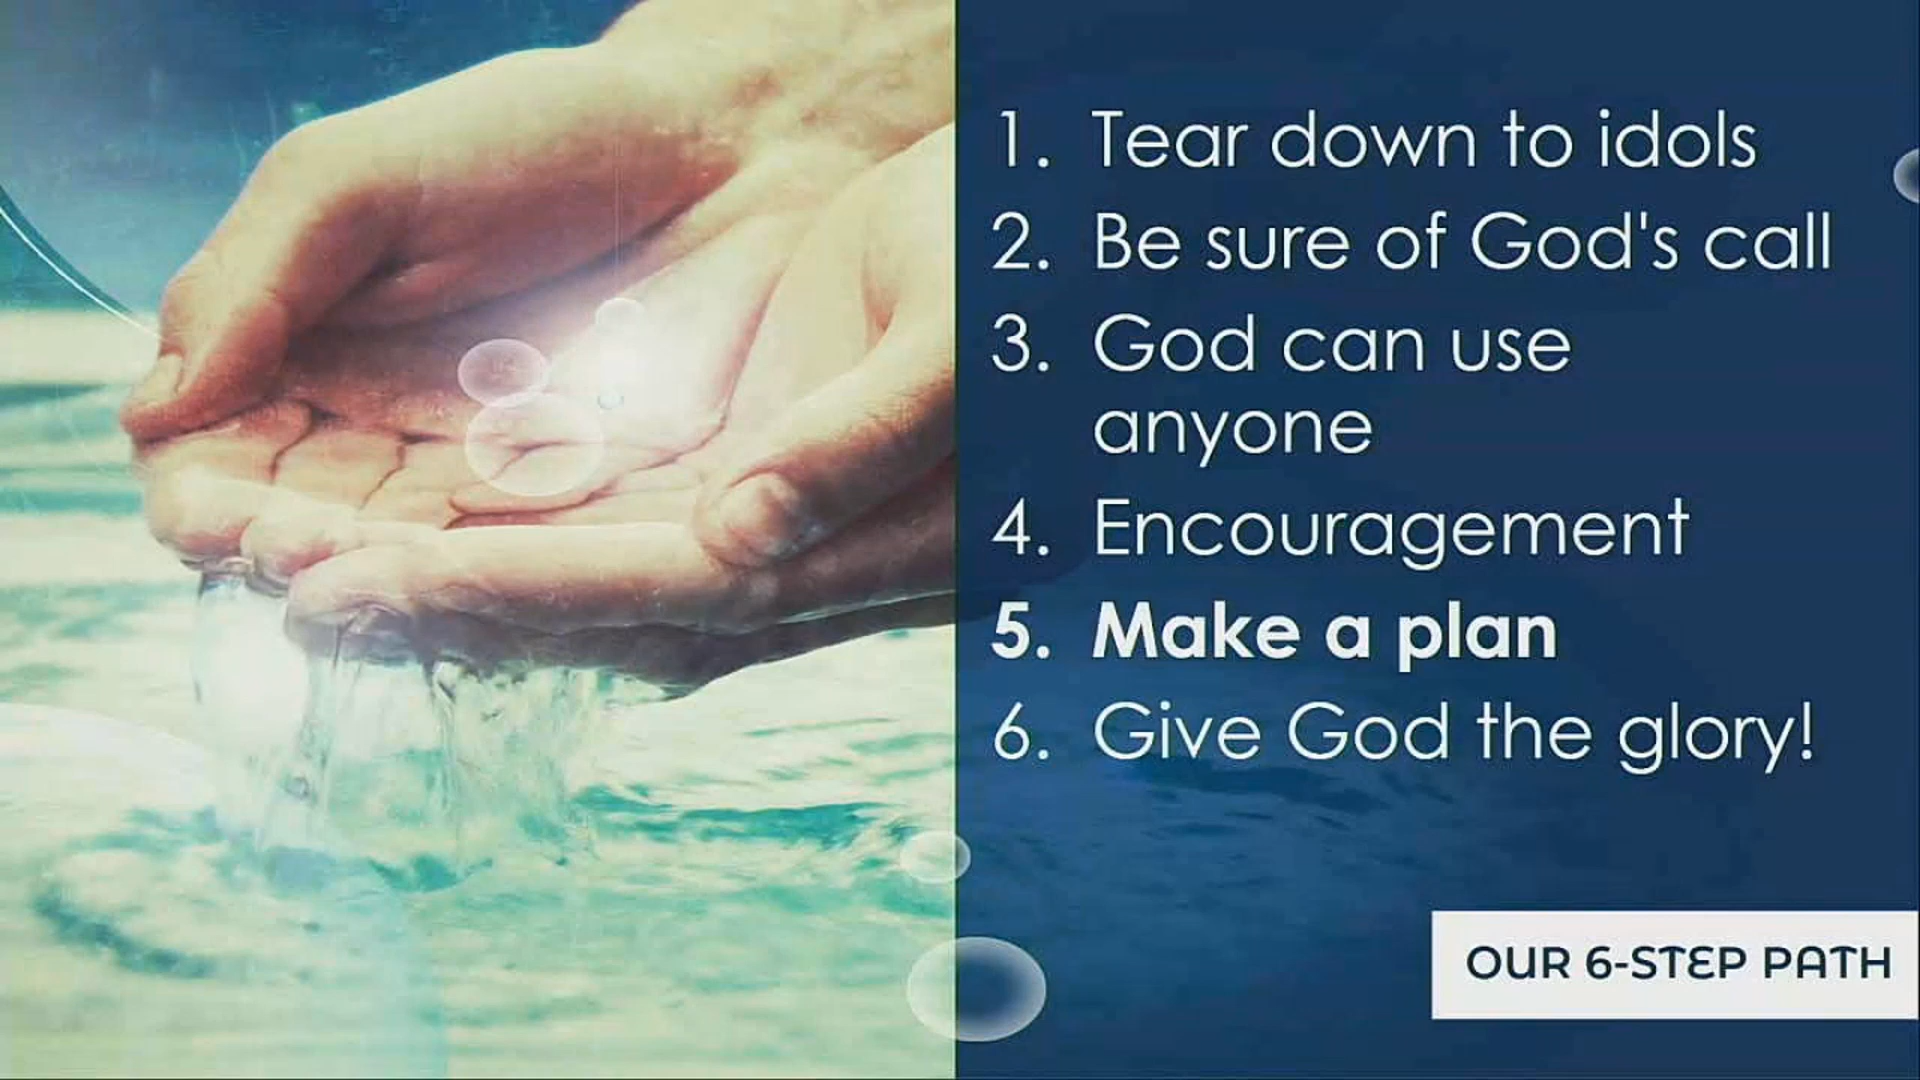 1. Tear down to idols
2. Be sure of God's call
3. God can use
anyone
4. Encouragement
5. Make a plan
6. Give God the glory!
OUR 6-STEP PATH